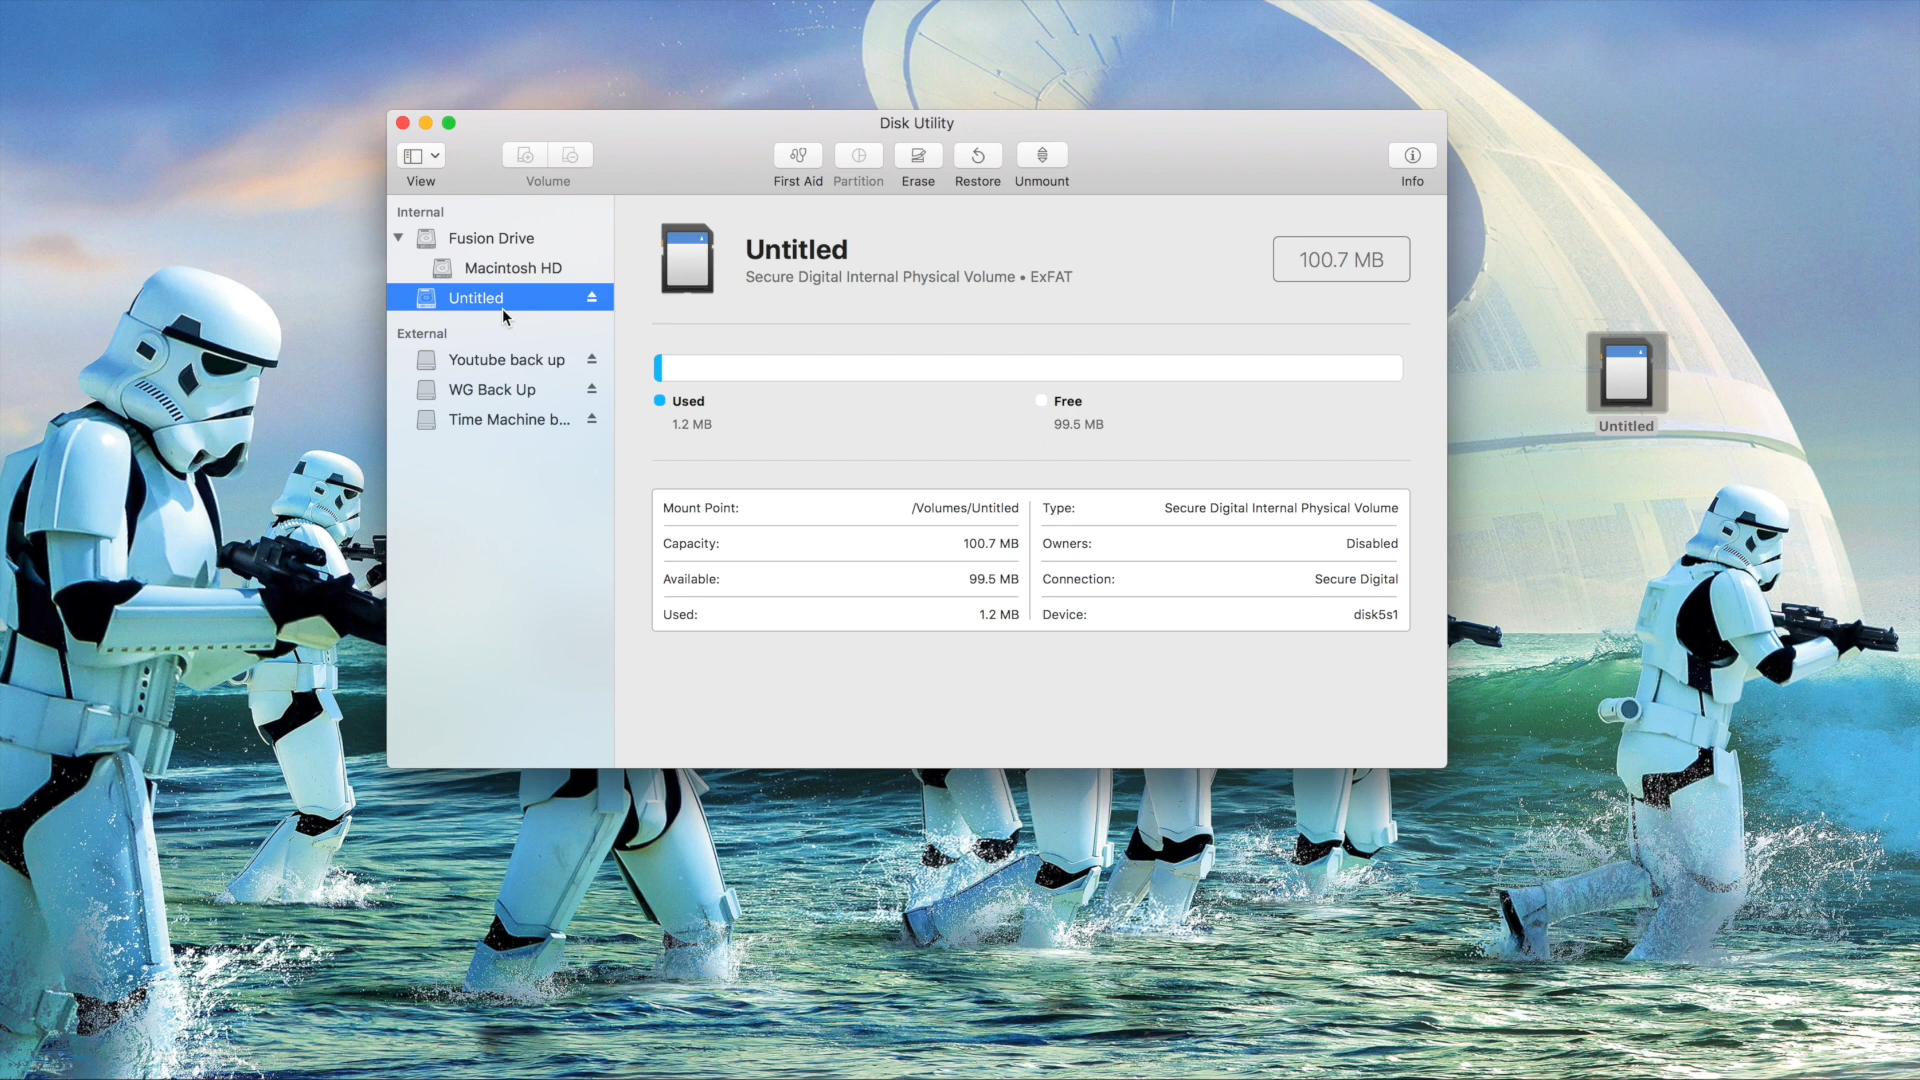 Disk Utility
View
Volume
First Aid
Partition
Erase
Restore
Unmount
Info
Internal
Fusion Drive
Macintosh HD
Untitled
External
Youtube back up
WG Back Up
Time Machine b...
Untitled
Secure Digital Internal Physical Volume • ExFAT
100.7 MB
Used
1.2 MB
Free
99.5 MB
Mount Point: /Volumes/Untitled
Capacity: 100.7 MB
Available: 99.5 MB
Used: 1.2 MB
Type: Secure Digital Internal Physical Volume
Owners: Disabled
Connection: Secure Digital
Device: disk5s1
Untitled